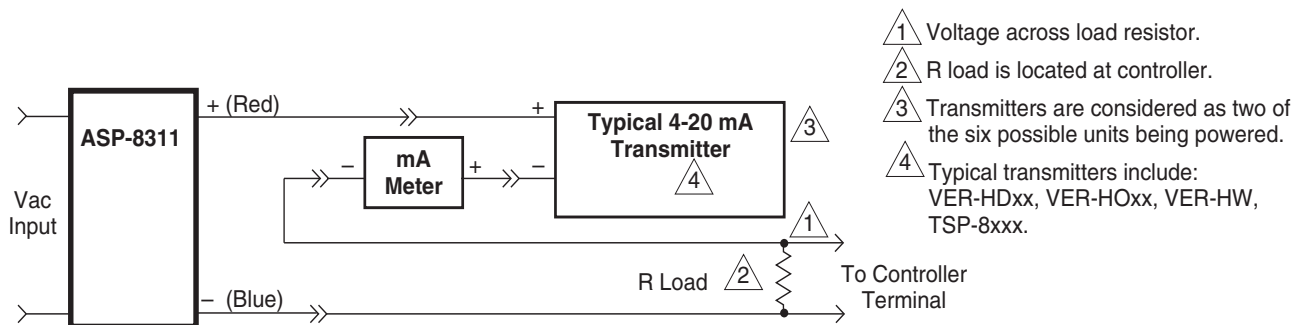 ASP-8311
Vac
Input
+ (Red)
− (Blue)
− mA +
Meter
+
−
Typical 4-20 mA
Transmitter
4
3
1
R Load 2
To Controller
Terminal
1 Voltage across load resistor.
2 R load is located at controller.
3 Transmitters are considered as two of
the six possible units being powered.
4 Typical transmitters include:
VER-HDxx, VER-HOxx, VER-HW,
TSP-8xxx.